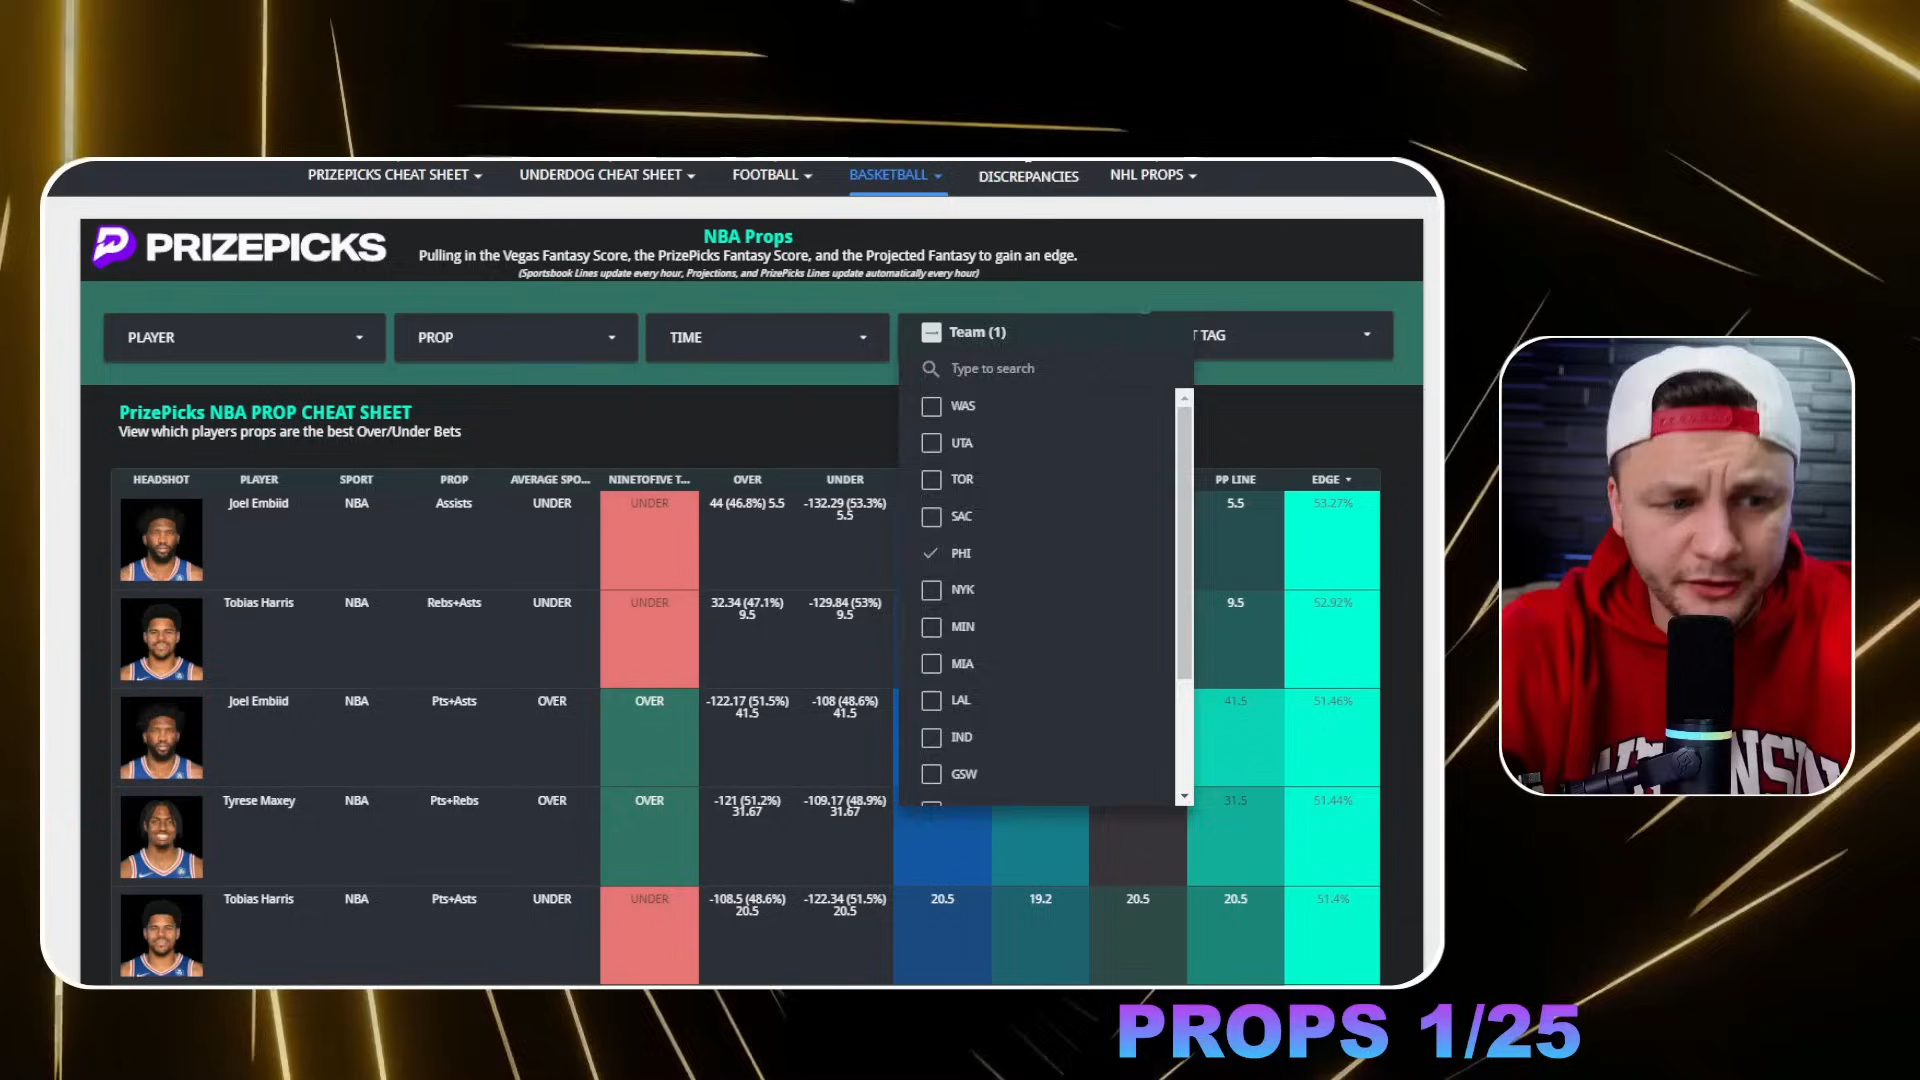 PRIZEPICKS CHEAT SHEET UNDERDOG CHEAT SHEET FOOTBALL BASKETBALL DISCREPANCIES NHL PROPS
PRIZEPICKS
NBA Props
Pulling in the Vegas Fantasy Score, the PrizePicks Fantasy Score, and the Projected Fantasy to gain an edge.
(Sportsbook Lines update every hour, Projections, and PrizePicks Lines update automatically every hour)
PLAYER PROP TIME Team (1) T TAG
Type to search
WAS
UTA
TOR
SAC
PHI
NYK
MIN
MIA
LAL
IND
GSW
PrizePicks NBA PROP CHEAT SHEET
View which players props are the best Over/Under Bets
HEADSHOT PLAYER SPORT PROP AVERAGE SPO... NINETOFIVE T... OVER UNDER PP LINE EDGE
Joel Embiid NBA Assists UNDER UNDER 44 (46.8%) 5.5 -132.29 (53.3%) 5.5 5.5 53.27%
Tobias Harris NBA Rebs+Asts UNDER UNDER 32.34 (47.1%) 9.5 -129.84 (53%) 9.5 9.5 52.92%
Joel Embiid NBA Pts+Asts OVER OVER -122.17 (51.5%) 41.5 -108 (48.6%) 41.5 41.5 51.46%
Tyrese Maxey NBA Pts+Rebs OVER OVER -121 (51.2%) 31.67 -109.17 (48.9%) 31.67 31.5 51.44%
Tobias Harris NBA Pts+Asts UNDER UNDER -108.5 (48.6%) 20.5 -122.34 (51.5%) 20.5 20.5 19.2 20.5 20.5 51.4%
PROPS 1/25